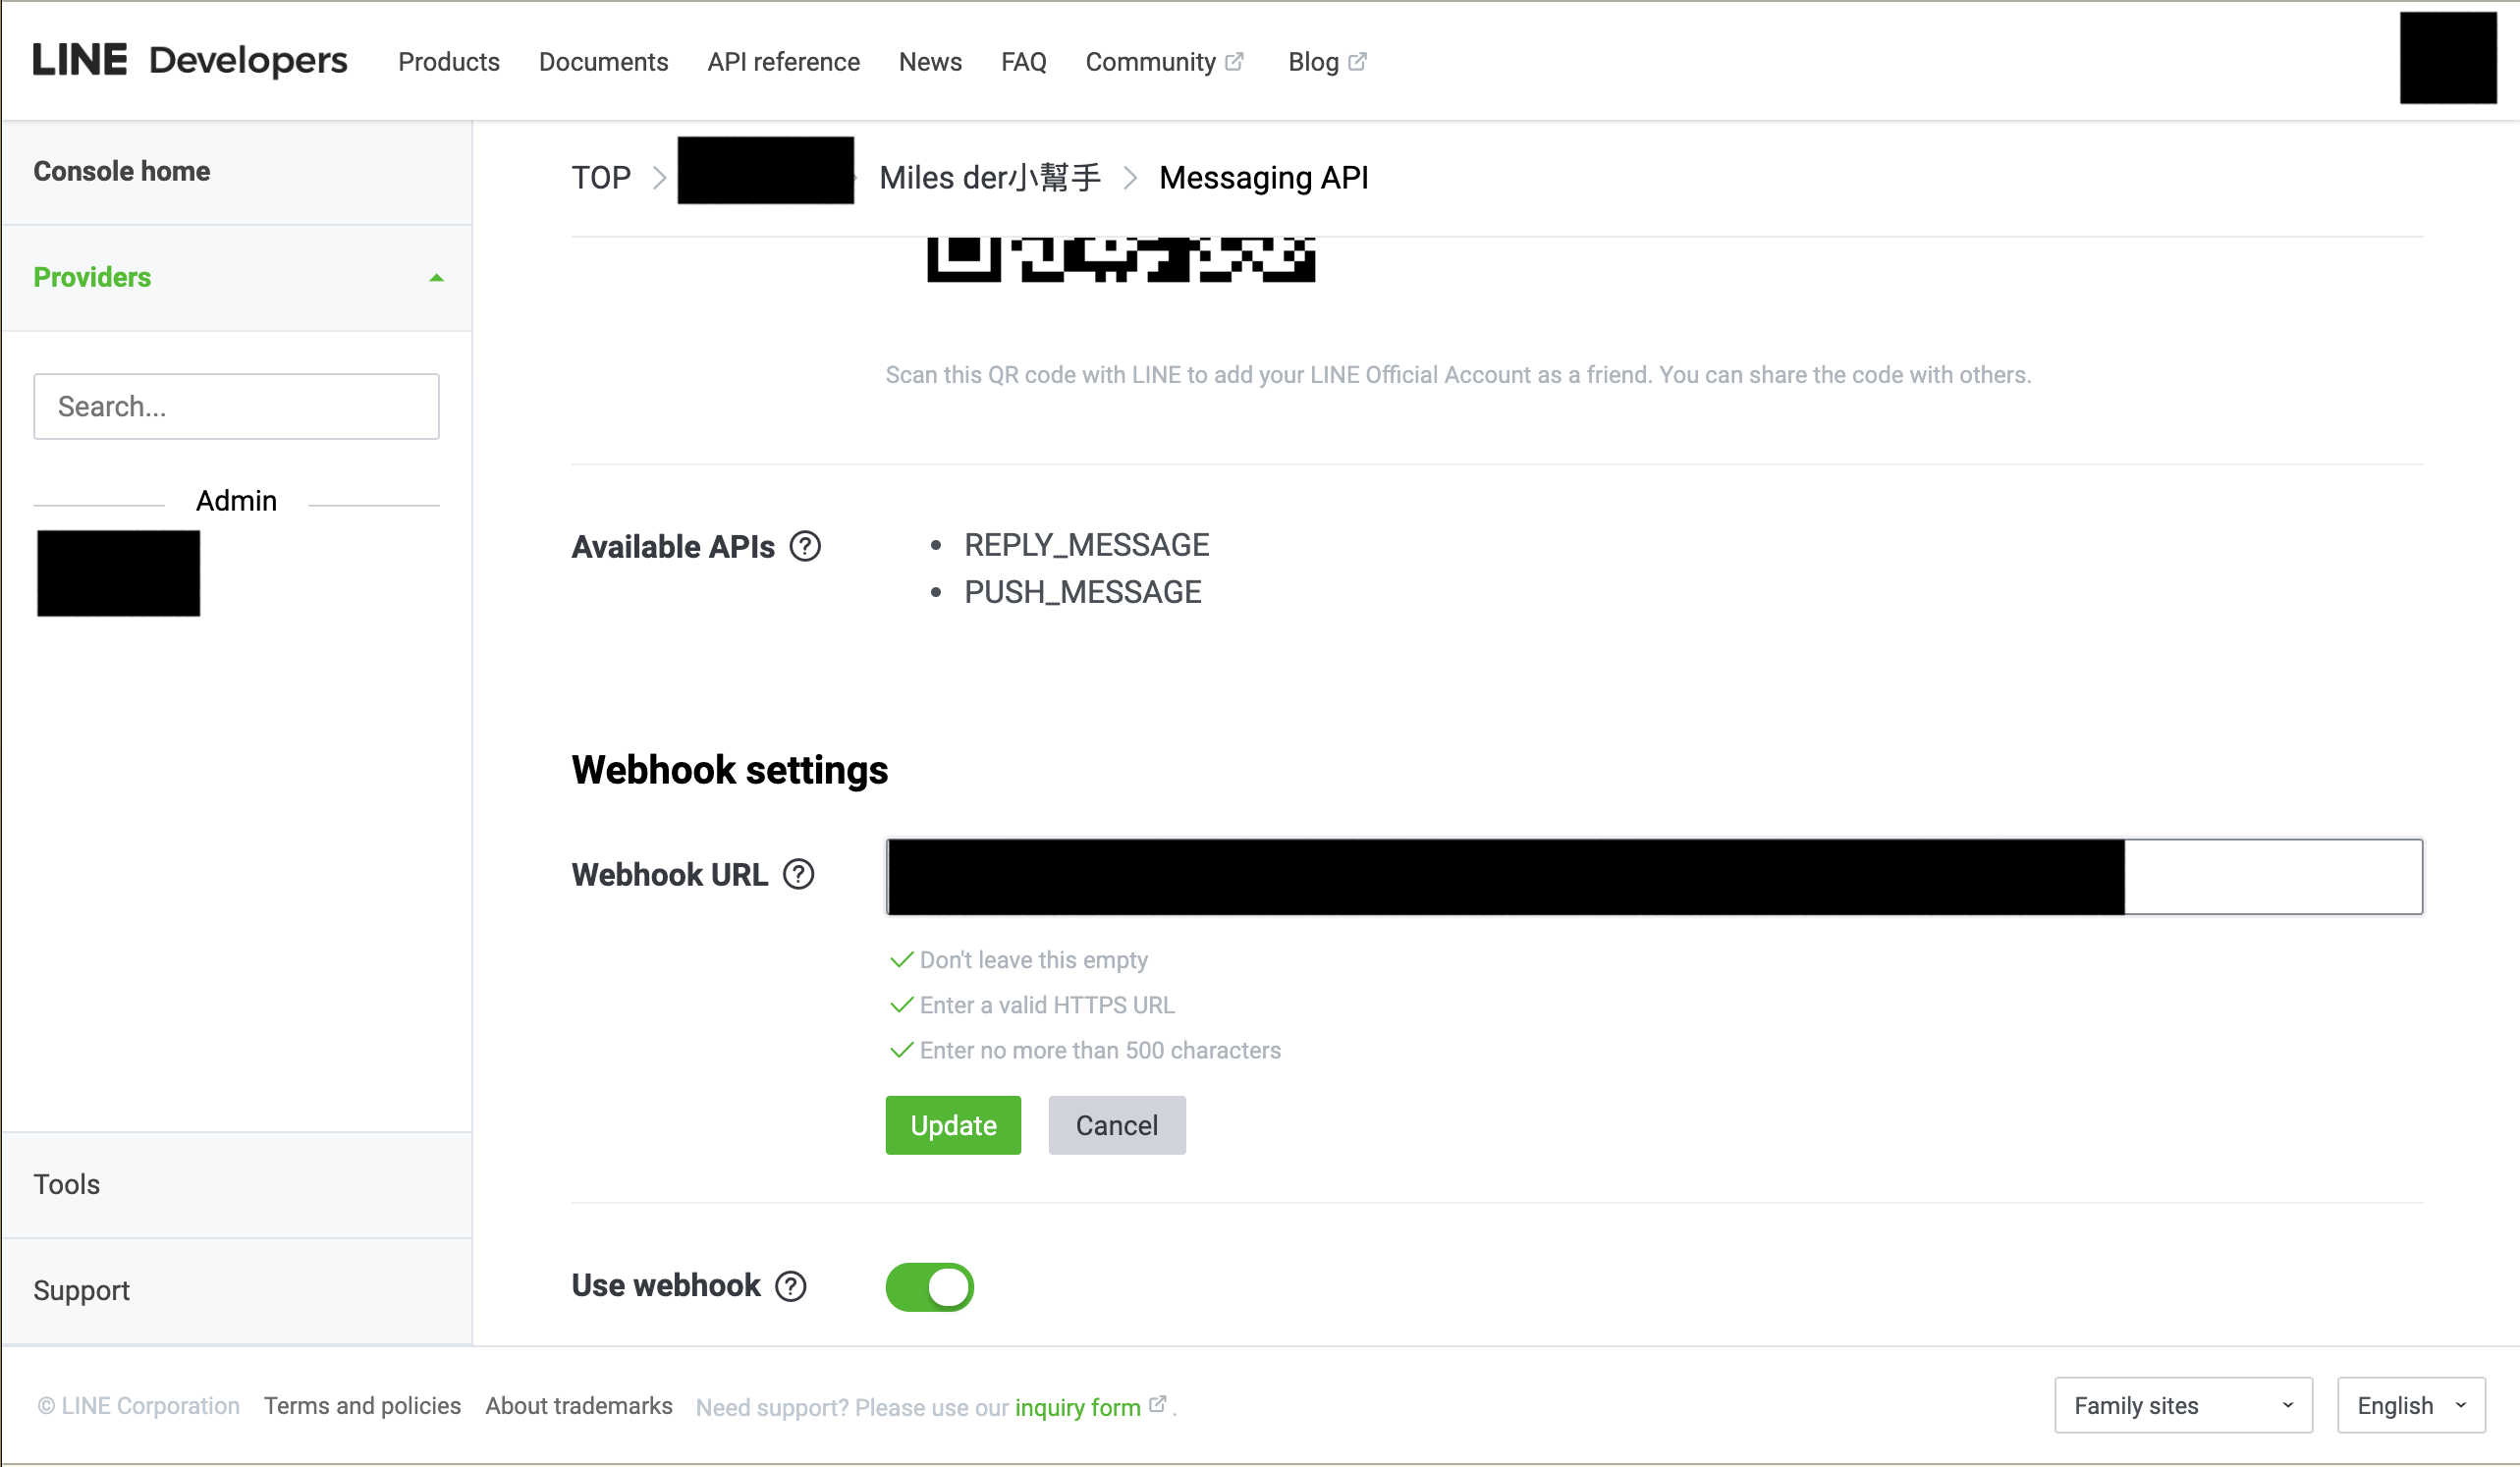 LINE Developers Products Documents API reference News FAQ Community Blog
Console home
Providers
Search...
Admin
Tools
Support
TOP Miles der小幫手 Messaging API
Scan this QR code with LINE to add your LINE Official Account as a friend. You can share the code with others.
Available APIs
• REPLY_MESSAGE
• PUSH_MESSAGE
Webhook settings
Webhook URL
Don't leave this empty
Enter a valid HTTPS URL
Enter no more than 500 characters
Update Cancel
Use webhook
© LINE Corporation Terms and policies About trademarks Need support? Please use our inquiry form .
Family sites English